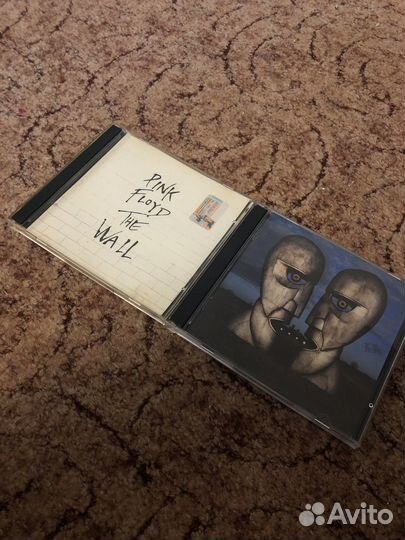 PINK
FLOYD
THE
WALL
Avito